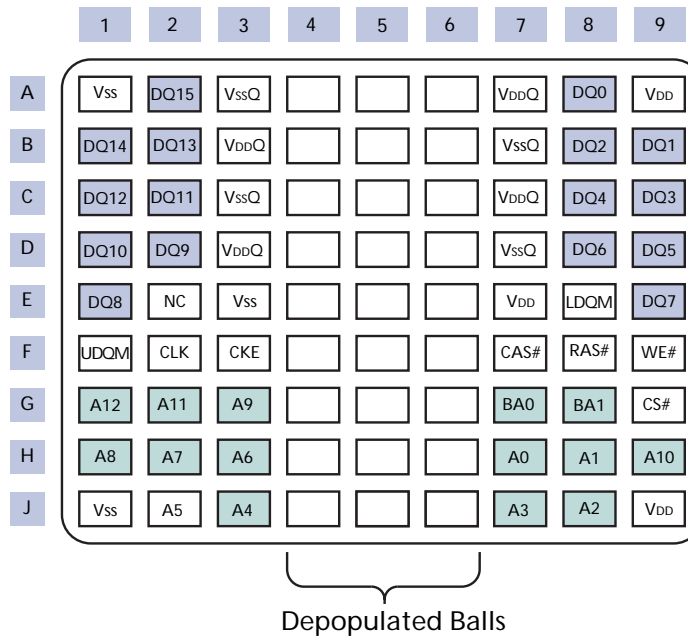 1 2 3 4 5 6 7 8 9
A Vss DQ15 VssQ VDDQ DQ0 VDD
B DQ14 DQ13 VDDQ VssQ DQ2 DQ1
C DQ12 DQ11 VssQ VDDQ DQ4 DQ3
D DQ10 DQ9 VDDQ VssQ DQ6 DQ5
E DQ8 NC Vss VDD LDQM DQ7
F UDQM CLK CKE CAS# RAS# WE#
G A12 A11 A9 BA0 BA1 CS#
H A8 A7 A6 A0 A1 A10
J Vss A5 A4 A3 A2 VDD
Depopulated Balls